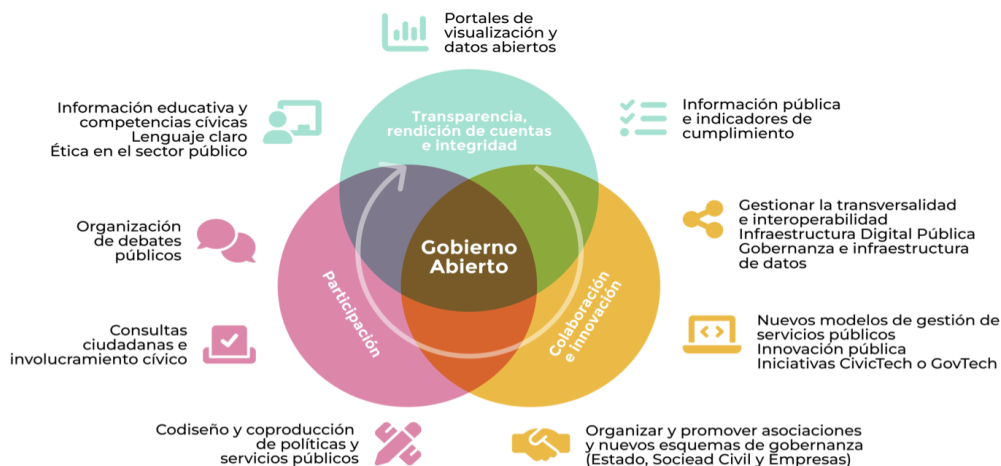 Portales de
visualización y
datos abiertos
Información educativa y
competencias cívicas
Lenguaje claro
Ética en el sector público
Transparencia,
rendición de cuentas
e integridad
Información pública
e indicadores de
cumplimiento
Organización
de debates
públicos
Gobierno
Abierto
Gestionar la transversalidad
e interoperabilidad
Infraestructura Digital Pública
Gobernanza e infraestructura
de datos
Participación
Colaboración
e innovación
Consultas
ciudadanas e
involucramiento cívico
Nuevos modelos de gestión de
servicios públicos
Innovación pública
Iniciativas CivicTech o GovTech
Codiseño y coproducción
de políticas y
servicios públicos
Organizar y promover asociaciones
y nuevos esquemas de gobernanza
(Estado, Sociead Civil y Empresas)